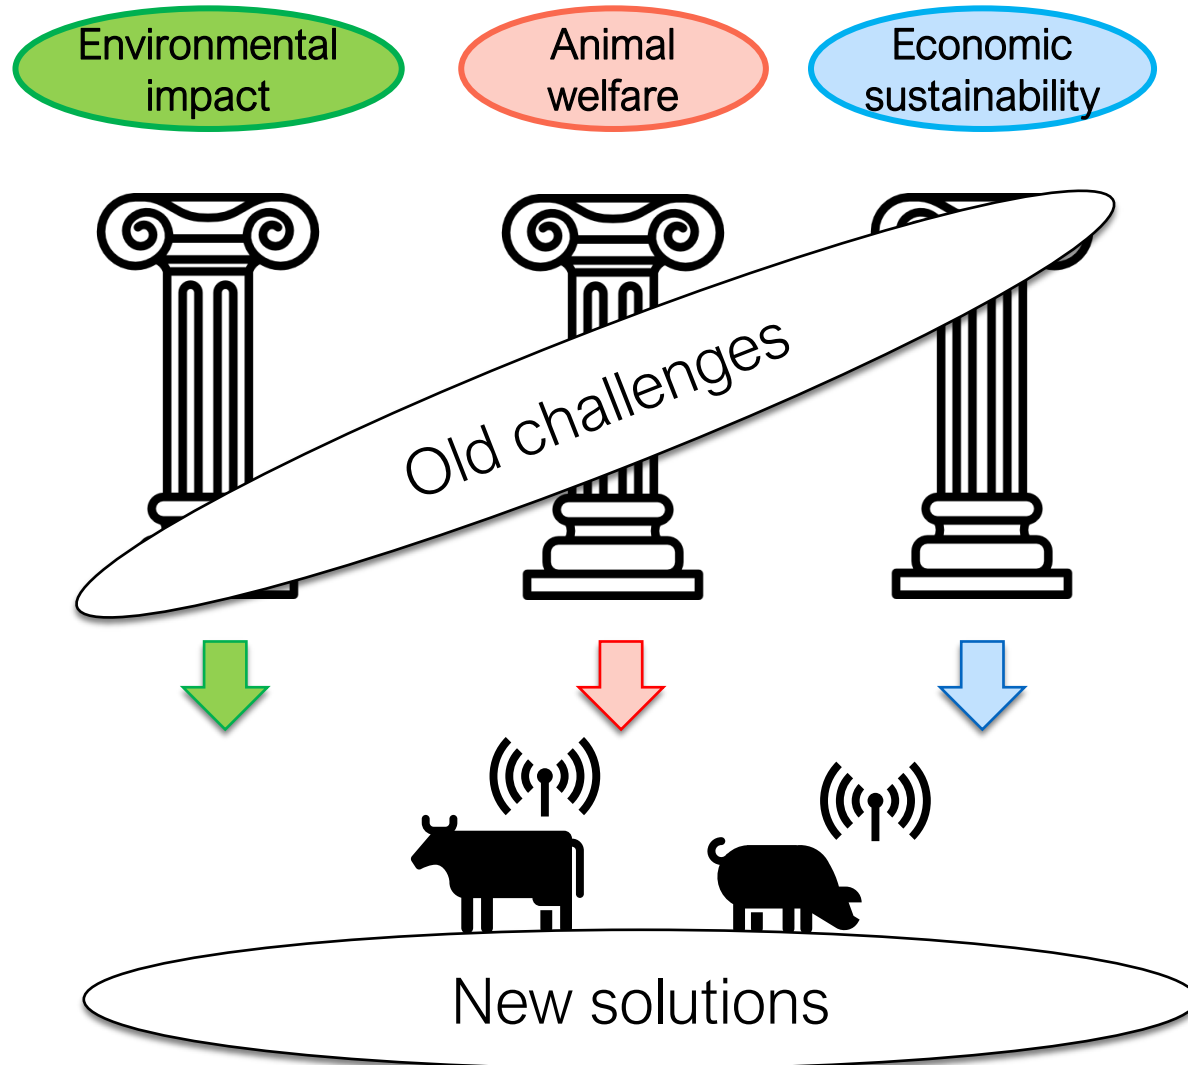 Environmental
impact
Animal
welfare
Economic
sustainability
Old challenges
New solutions